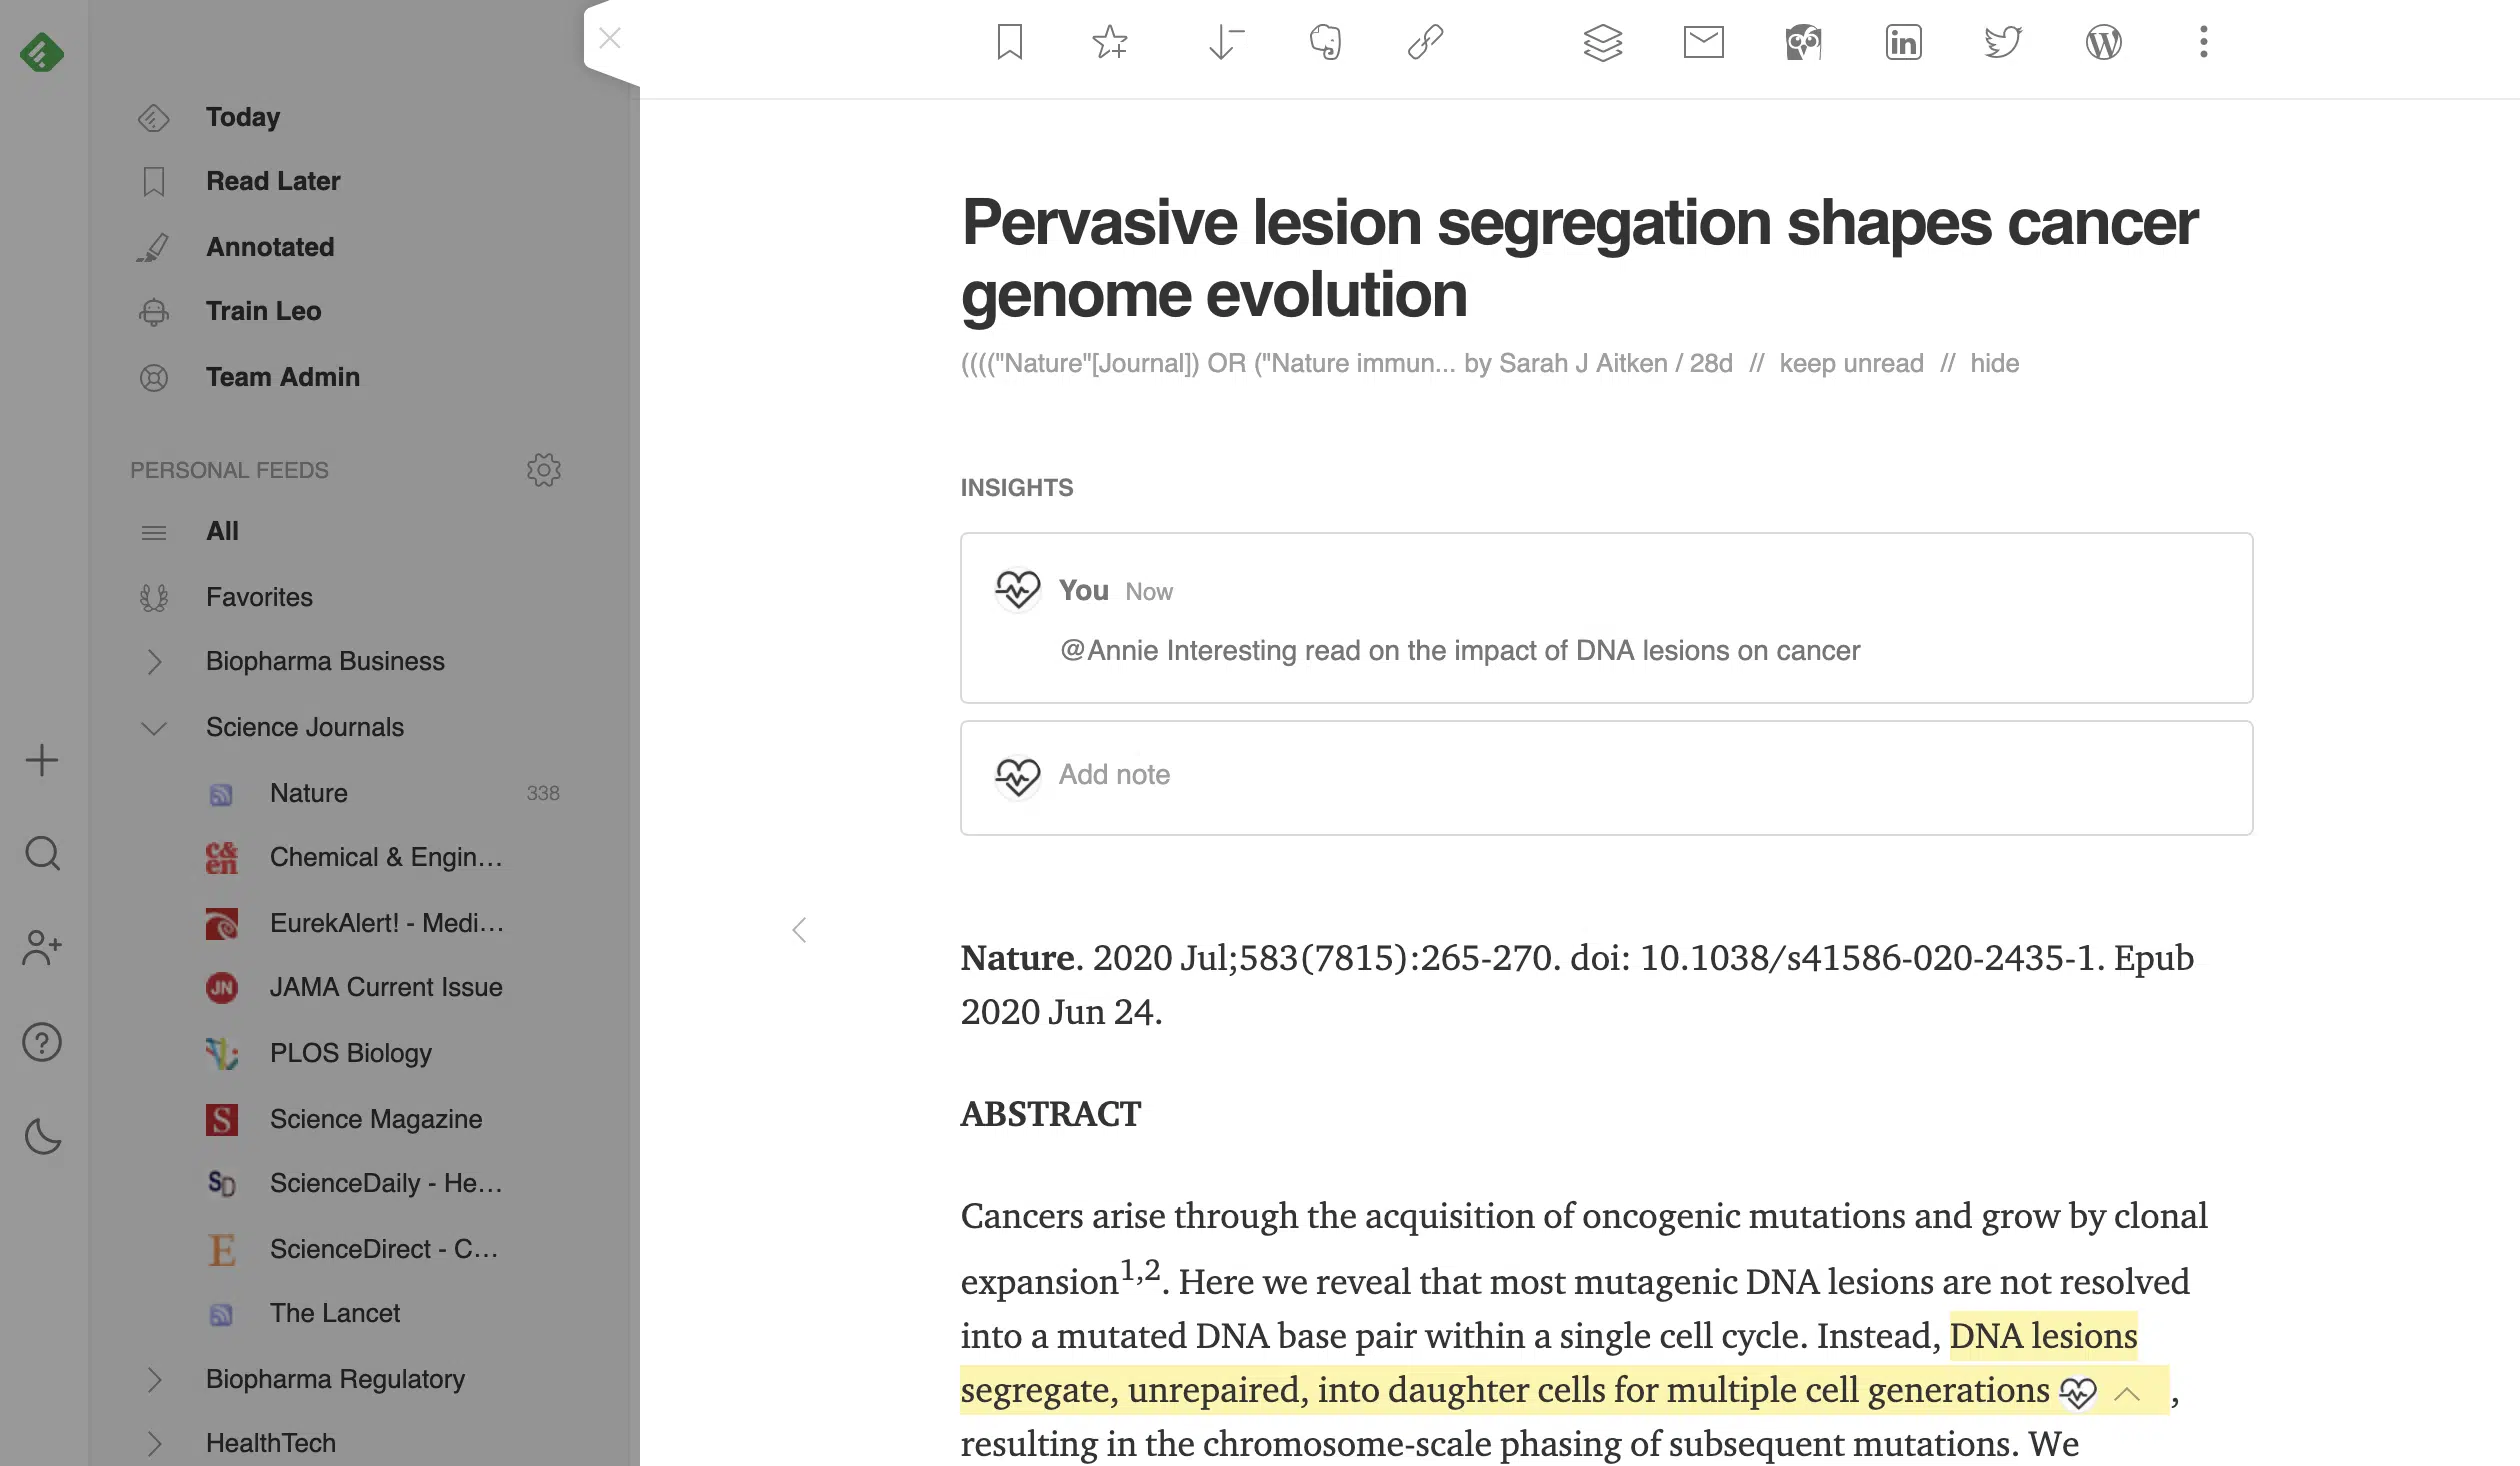 Today
Read Later
Annotated
Train Leo
Team Admin
PERSONAL FEEDS
All
Favorites
Biopharma Business
Science Journals
Nature 338
c&en Chemical & Engin...
EurekAlert! - Medi...
JN JAMA Current Issue
PLOS Biology
S Science Magazine
SD ScienceDaily - He...
E ScienceDirect - C...
The Lancet
Biopharma Regulatory
HealthTech
Pervasive lesion segregation shapes cancer
genome evolution
(((("Nature"[Journal]) OR ("Nature immun... by Sarah J Aitken / 28d // keep unread // hide
INSIGHTS
You Now
@Annie Interesting read on the impact of DNA lesions on cancer
Add note
Nature. 2020 Jul;583(7815):265-270. doi: 10.1038/s41586-020-2435-1. Epub
2020 Jun 24.
ABSTRACT
Cancers arise through the acquisition of oncogenic mutations and grow by clonal
expansion1,2. Here we reveal that most mutagenic DNA lesions are not resolved
into a mutated DNA base pair within a single cell cycle. Instead, DNA lesions
segregate, unrepaired, into daughter cells for multiple cell generations ,
resulting in the chromosome-scale phasing of subsequent mutations. We